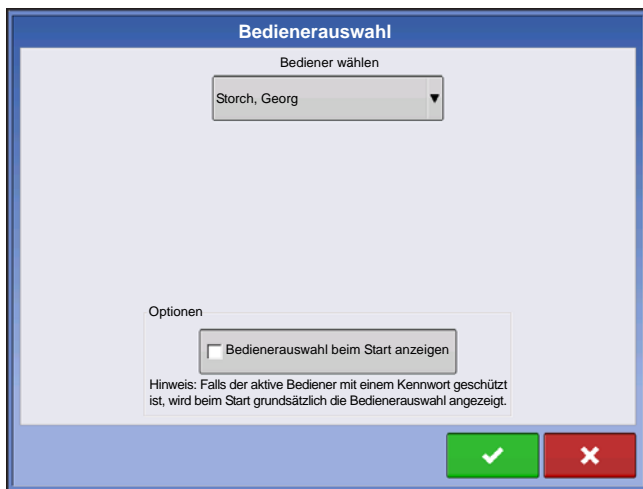 Bedienerauswahl
Bediener wählen
Storch, Georg
Optionen
Bedienerauswahl beim Start anzeigen
Hinweis: Falls der aktive Bediener mit einem Kennwort geschützt
ist, wird beim Start grundsätzlich die Bedienerauswahl angezeigt.